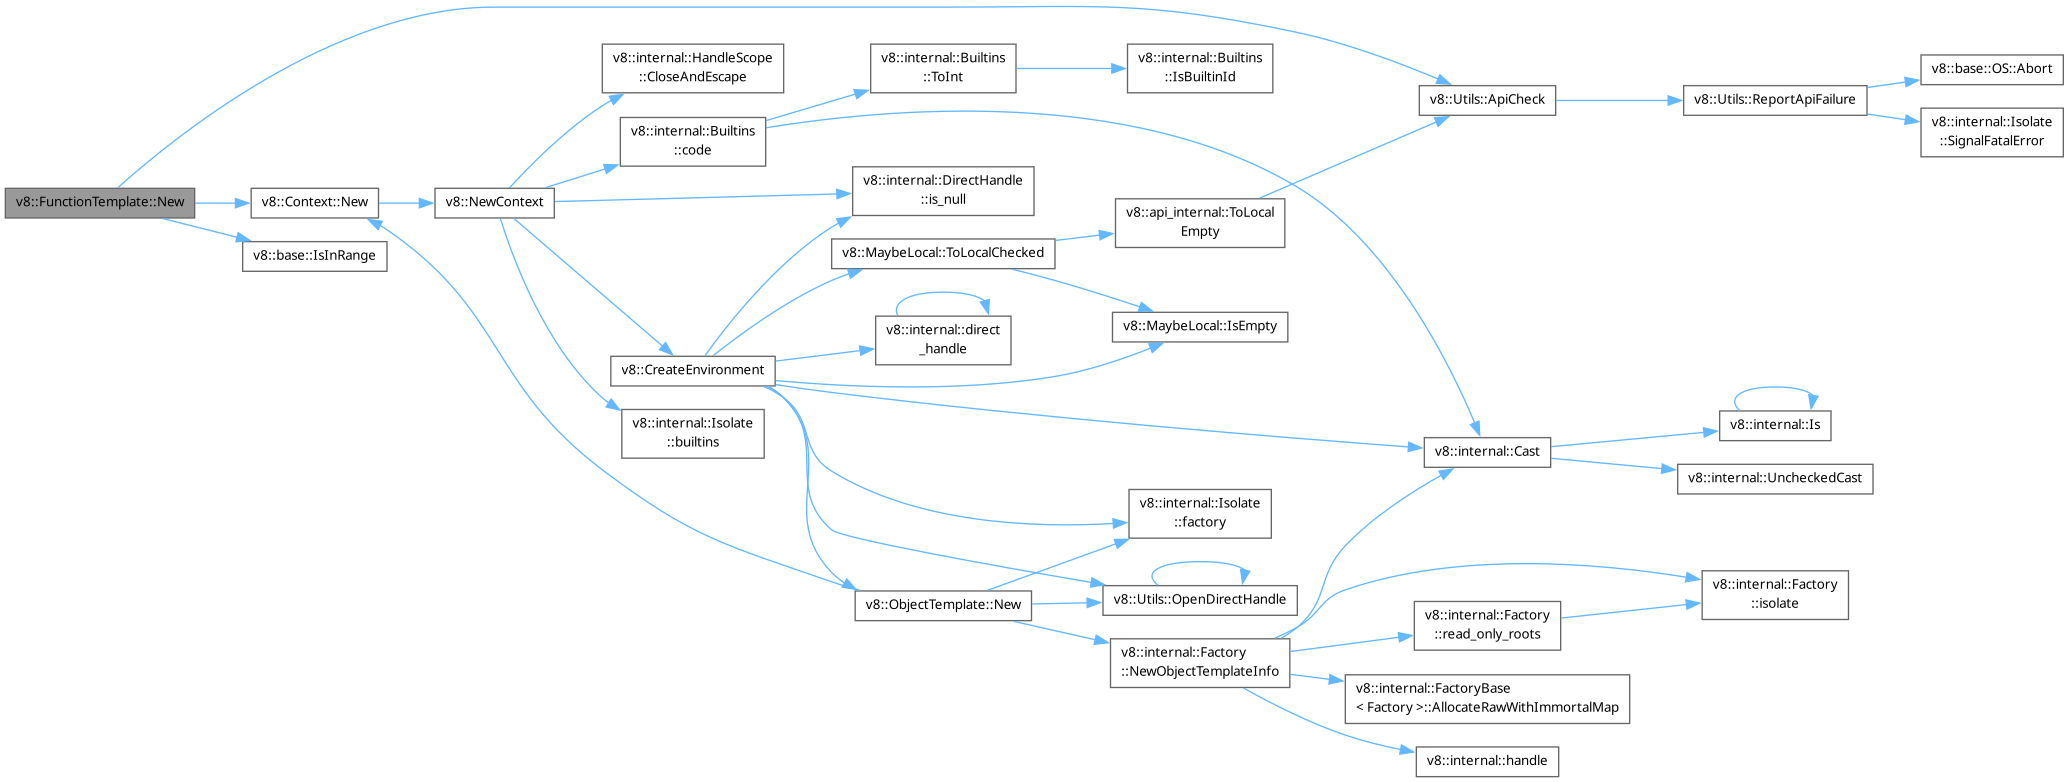 v8::FunctionTemplate::New
v8::Context::New
v8::base::IsInRange
v8::NewContext
v8::internal::HandleScope
::CloseAndEscape
v8::internal::Builtins
::code
v8::CreateEnvironment
v8::internal::Isolate
::builtins
v8::internal::Builtins
::ToInt
v8::internal::DirectHandle
::is_null
v8::MaybeLocal::ToLocalChecked
v8::internal::direct
_handle
v8::ObjectTemplate::New
v8::internal::Builtins
::IsBuiltinId
v8::api_internal::ToLocal
Empty
v8::MaybeLocal::IsEmpty
v8::internal::Isolate
::factory
v8::Utils::OpenDirectHandle
v8::internal::Factory
::NewObjectTemplateInfo
v8::Utils::ApiCheck
v8::internal::Cast
v8::internal::Factory
::read_only_roots
v8::internal::FactoryBase
< Factory >::AllocateRawWithImmortalMap
v8::internal::handle
v8::Utils::ReportApiFailure
v8::internal::Is
v8::internal::UncheckedCast
v8::internal::Factory
::isolate
v8::base::OS::Abort
v8::internal::Isolate
::SignalFatalError